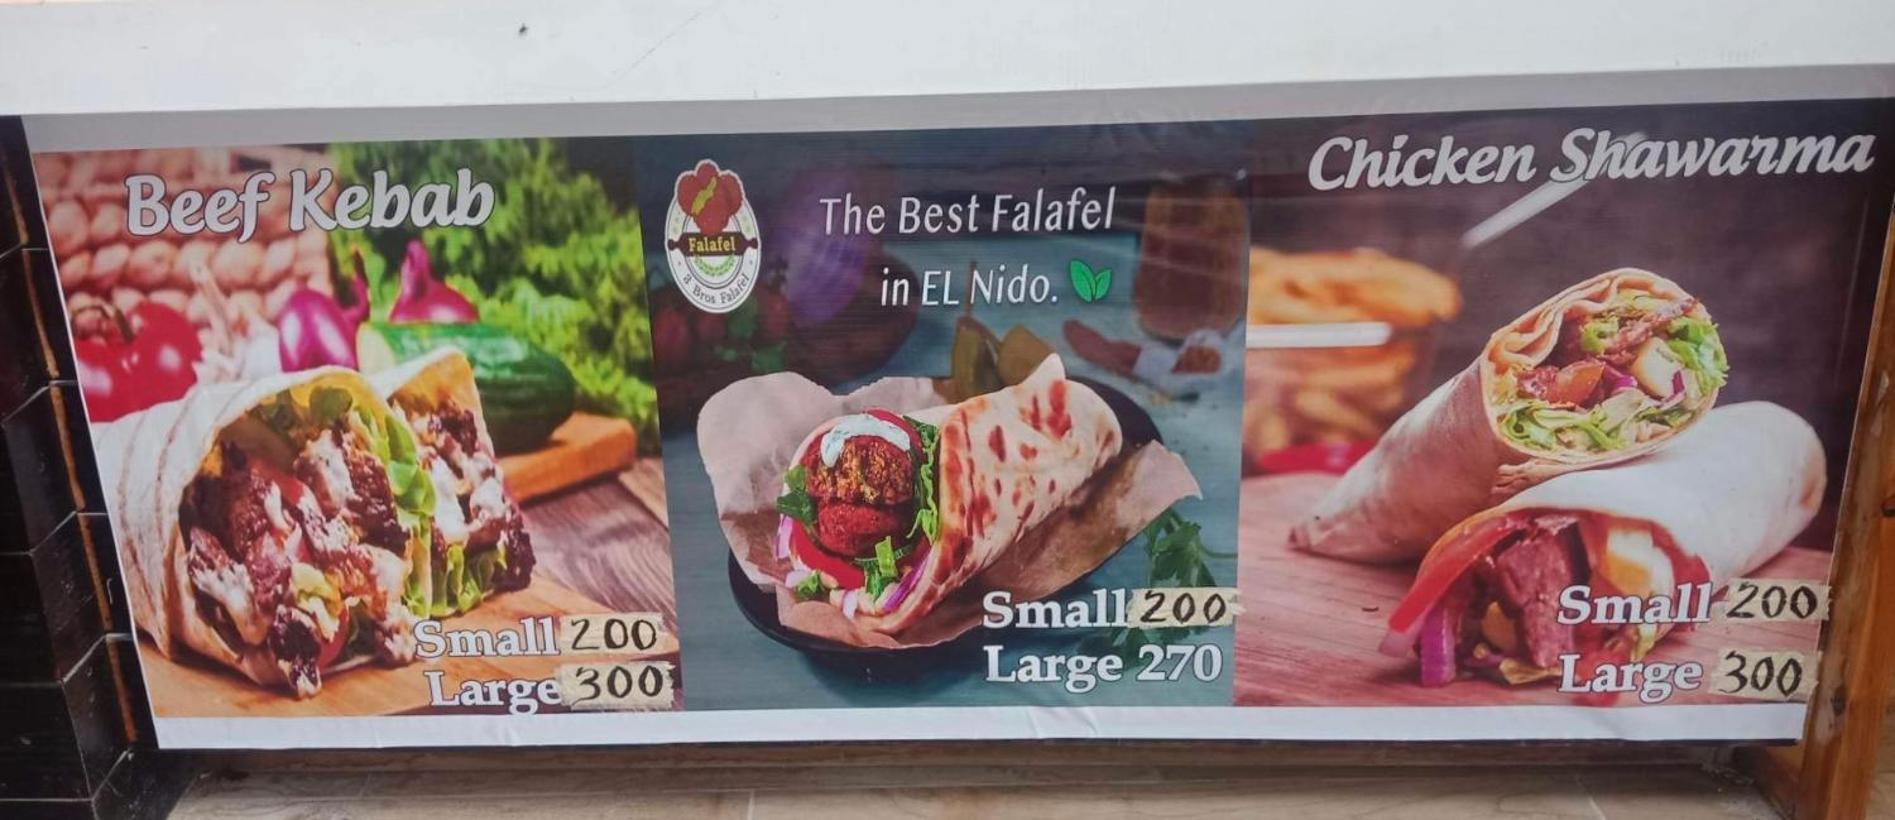 Beef Kebab
Small 200
Large 300
Falafel
3 Bros Falafel
The Best Falafel
in EL Nido.
Small 200
Large 270
Chicken Shawarma
Small 200
Large 300